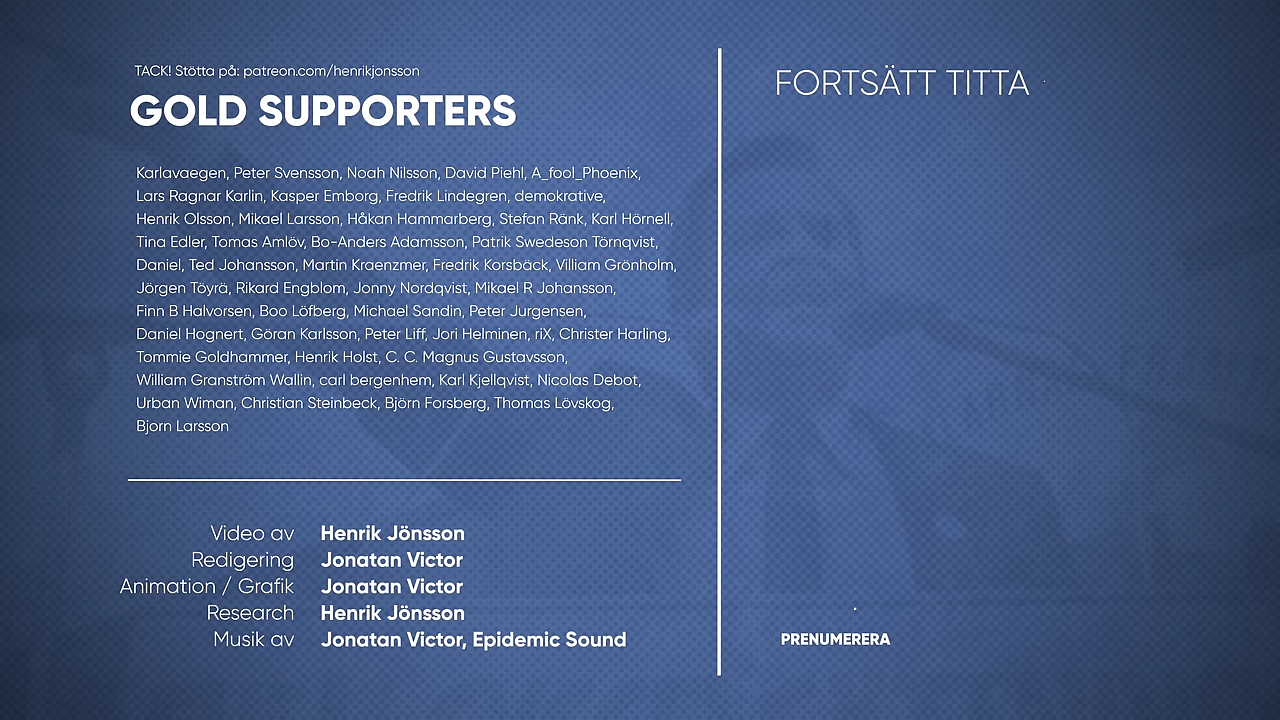 TACK! Stötta på: patreon.com/henrikjonsson
GOLD SUPPORTERS
Karlavaegen, Peter Svensson, Noah Nilsson, David Piehl, A_fool_Phoenix,
Lars Ragnar Karlin, Kasper Emborg, Fredrik Lindegren, demokrative,
Henrik Olsson, Mikael Larsson, Håkan Hammarberg, Stefan Ränk, Karl Hörnell,
Tina Edler, Tomas Amlöv, Bo-Anders Adamsson, Patrik Swedeson Törnqvist,
Daniel, Ted Johansson, Martin Kraenzmer, Fredrik Korsbäck, Villiam Grönholm,
Jörgen Töyrä, Rikard Engblom, Jonny Nordqvist, Mikael R Johansson,
Finn B Halvorsen, Boo Löfberg, Michael Sandin, Peter Jurgensen,
Daniel Hognert, Göran Karlsson, Peter Liff, Jori Helminen, riX, Christer Harling,
Tommie Goldhammer, Henrik Holst, C. C. Magnus Gustavsson,
William Granström Wallin, carl bergenhem, Karl Kjellqvist, Nicolas Debot,
Urban Wiman, Christian Steinbeck, Björn Forsberg, Thomas Lövskog,
Bjorn Larsson
Video av Henrik Jönsson
Redigering Jonatan Victor
Animation / Grafik Jonatan Victor
Research Henrik Jönsson
Musik av Jonatan Victor, Epidemic Sound
FORTSÄTT TITTA
PRENUMERERA